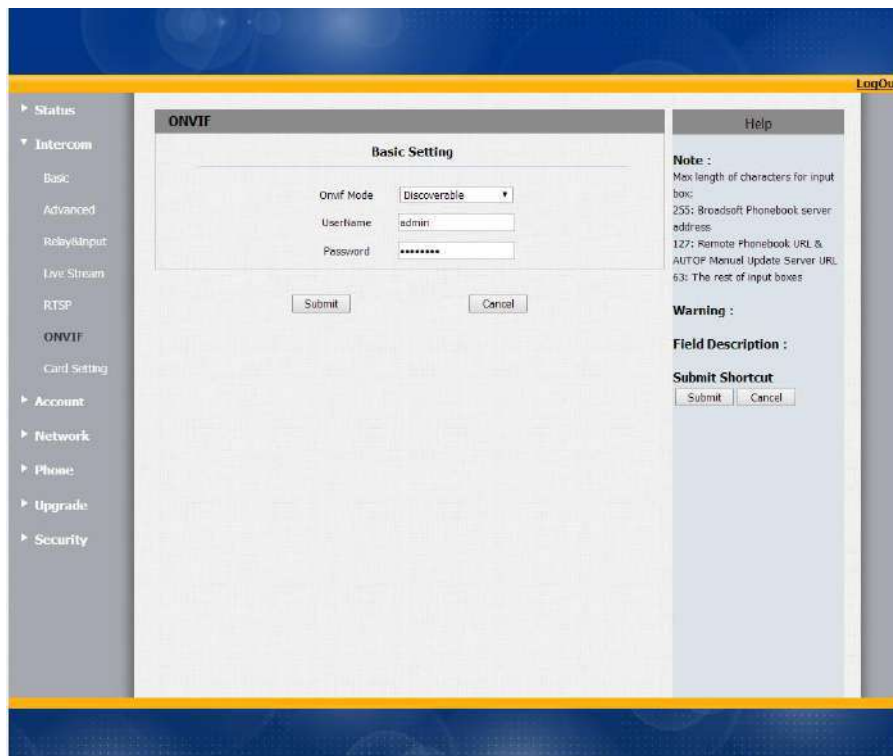 LogOu
Status
Intercom
Basic
Advanced
Relay&Input
Live Stream
RTSP
ONVIF
Card Setting
Account
Network
Phone
Upgrade
Security
ONVIF
Basic Setting
Onvif Mode Discoverable
UserName admin
Password ••••••••
Submit Cancel
Help
Note :
Max length of characters for input
box:
255: Broadsoft Phonebook server
address
127: Remote Phonebook URL &
AUTOP Manual Update Server URL
63: The rest of input boxes
Warning :
Field Description :
Submit Shortcut
Submit Cancel